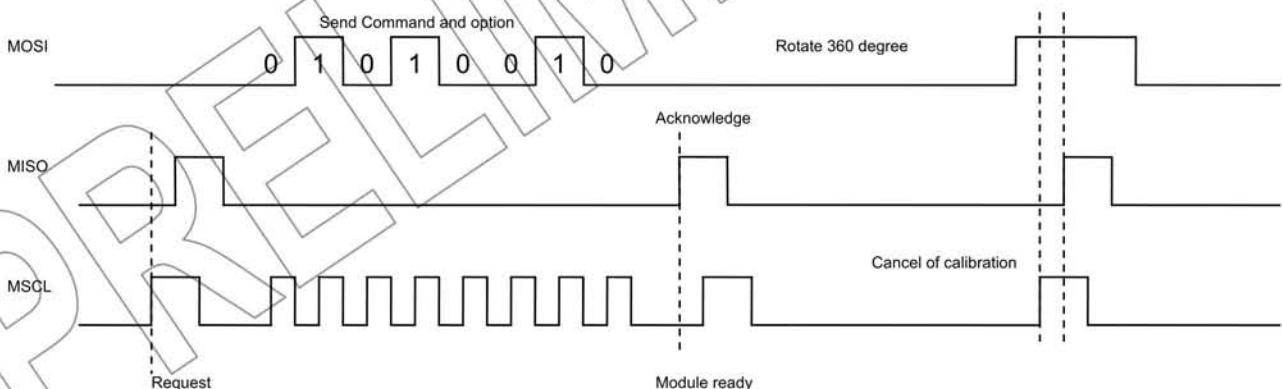 Send Command and option
MOSI
0 1 0 1 0 0 1 0
Rotate 360 degree
Acknowledge
MISO
Cancel of calibration
MSCL
Request
Module ready